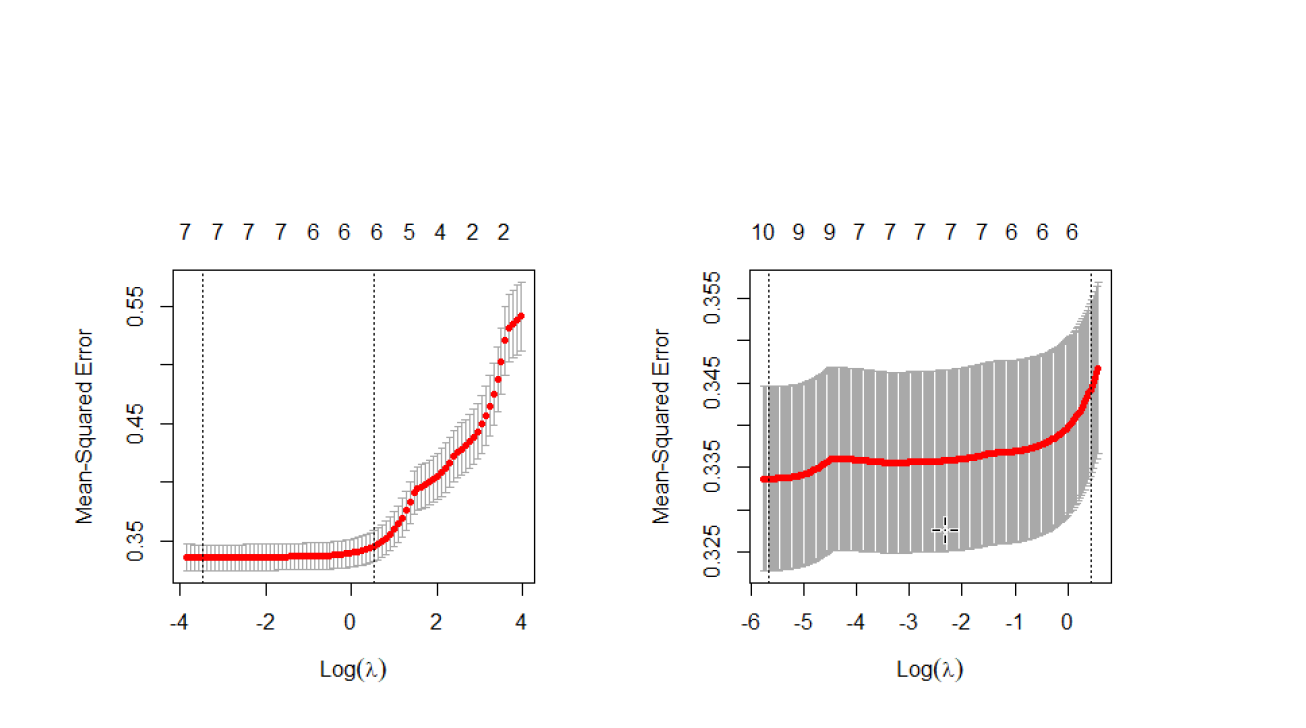 7 7 7 7 6 6 6 5 4 2 2
Mean-Squared Error
0.55
0.45
0.35
-4 -2 0 2 4
Log(λ)
10 9 9 7 7 7 7 7 6 6 6
Mean-Squared Error
0.355
0.345
0.335
0.325
-6 -5 -4 -3 -2 -1 0
Log(λ)